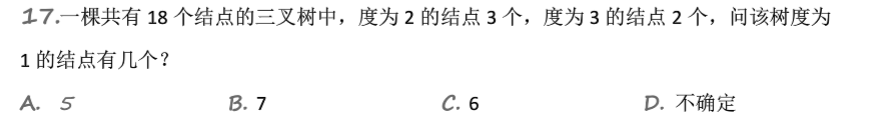 17.一棵共有 18 个结点的三叉树中，度为 2 的结点 3 个，度为 3 的结点 2 个，问该树度为
1 的结点有几个？
A. 5 B. 7 C. 6 D. 不确定